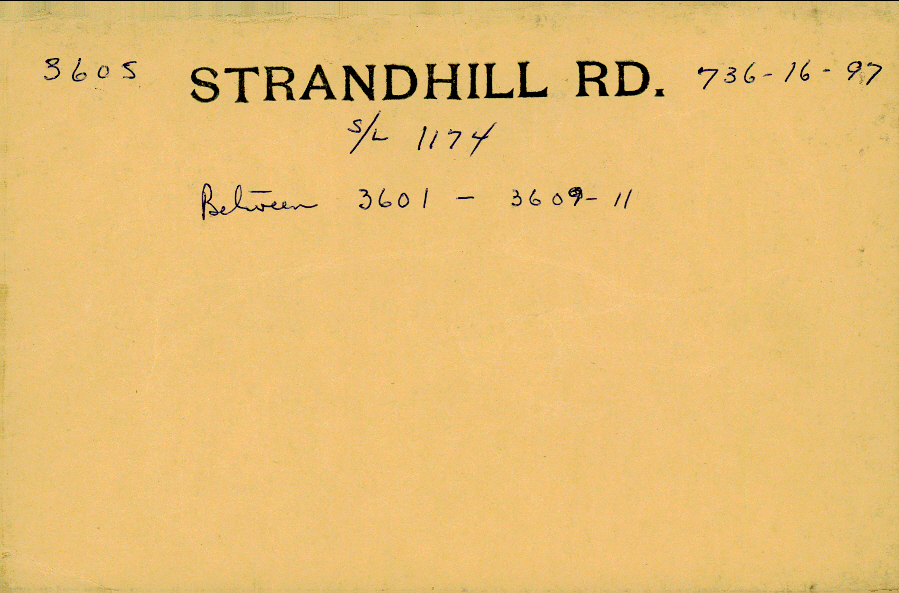 3605 STRANDHILL RD. 736-16-97
S/L 1174
Between 3601 - 3609-11